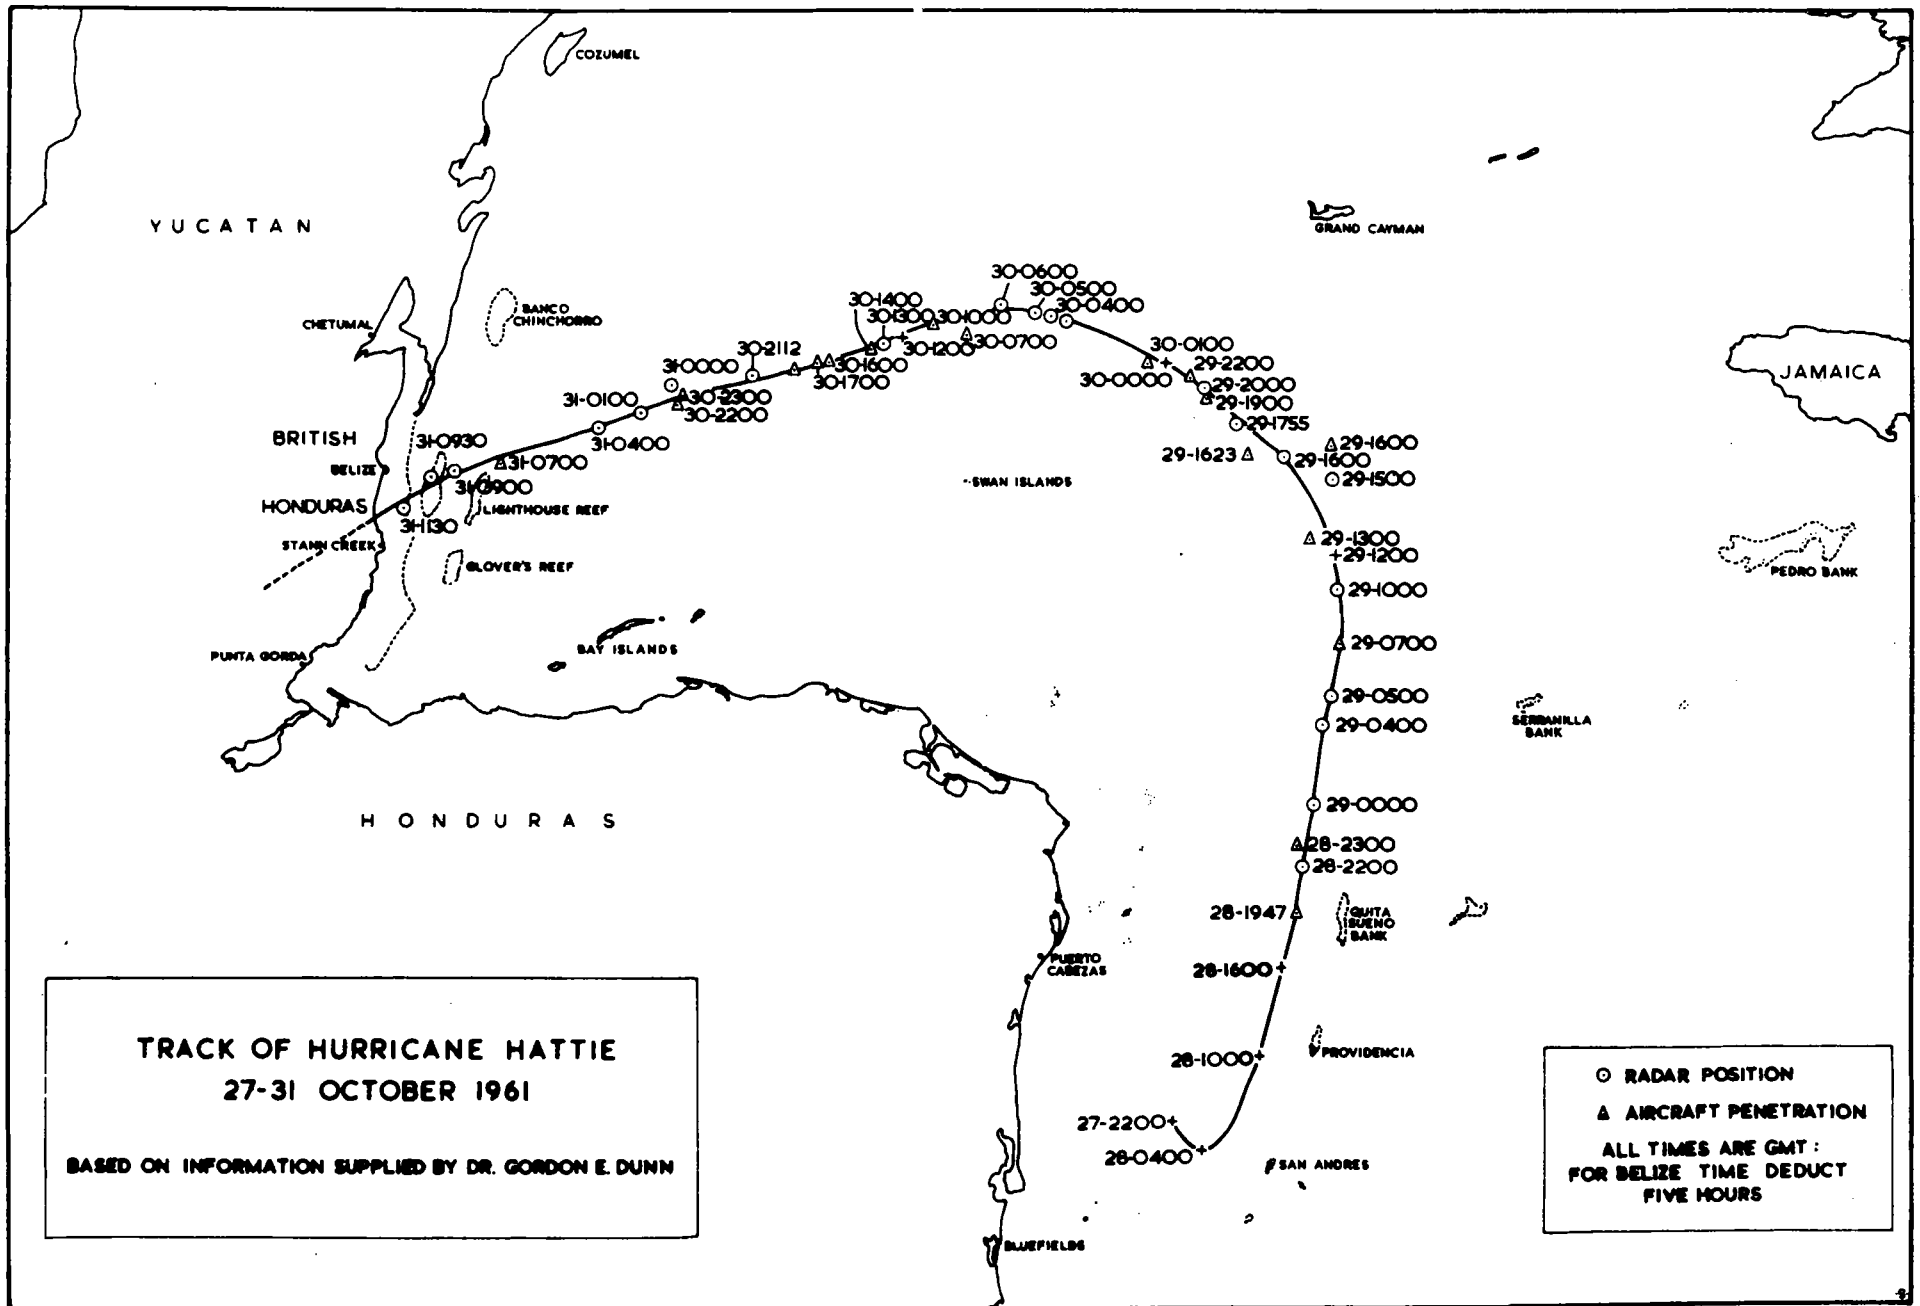 COZUMEL
YUCATAN
GRAND CAYMAN
30-0600
30-0500
30-0400
30-1400
30-1300
30-1000
30-1200
30-0700
BANCO
CHINCHORRO
CHETUMAL
30-2112
31-0000
30-1600
30-1700
30-0100
30-0000
29-2200
29-2000
29-1900
29-1755
JAMAICA
31-0100
30-2300
30-2200
31-0400
BRITISH
HONDURAS
31-0930
BELIZE
31-0700
31-0900
LIGHTHOUSE REEF
31-1130
STANN CREEK
GLOVER'S REEF
29-1623
29-1600
29-1600
29-1500
SWAN ISLANDS
29-1300
29-1200
29-1000
PEDRO BANK
PUNTA GORDA
BAY ISLANDS
29-0700
29-0500
29-0400
SERRANILLA
BANK
HONDURAS
29-0000
28-2300
28-2200
28-1947
QUITA
SUENO
BANK
PUERTO
CABEZAS
28-1600
28-1000
PROVIDENCIA
27-2200
28-0400
SAN ANDRES
BLUEFIELDS
TRACK OF HURRICANE HATTIE
27-31 OCTOBER 1961
BASED ON INFORMATION SUPPLIED BY DR. GORDON E. DUNN
RADAR POSITION
AIRCRAFT PENETRATION
ALL TIMES ARE GMT:
FOR BELIZE TIME DEDUCT
FIVE HOURS